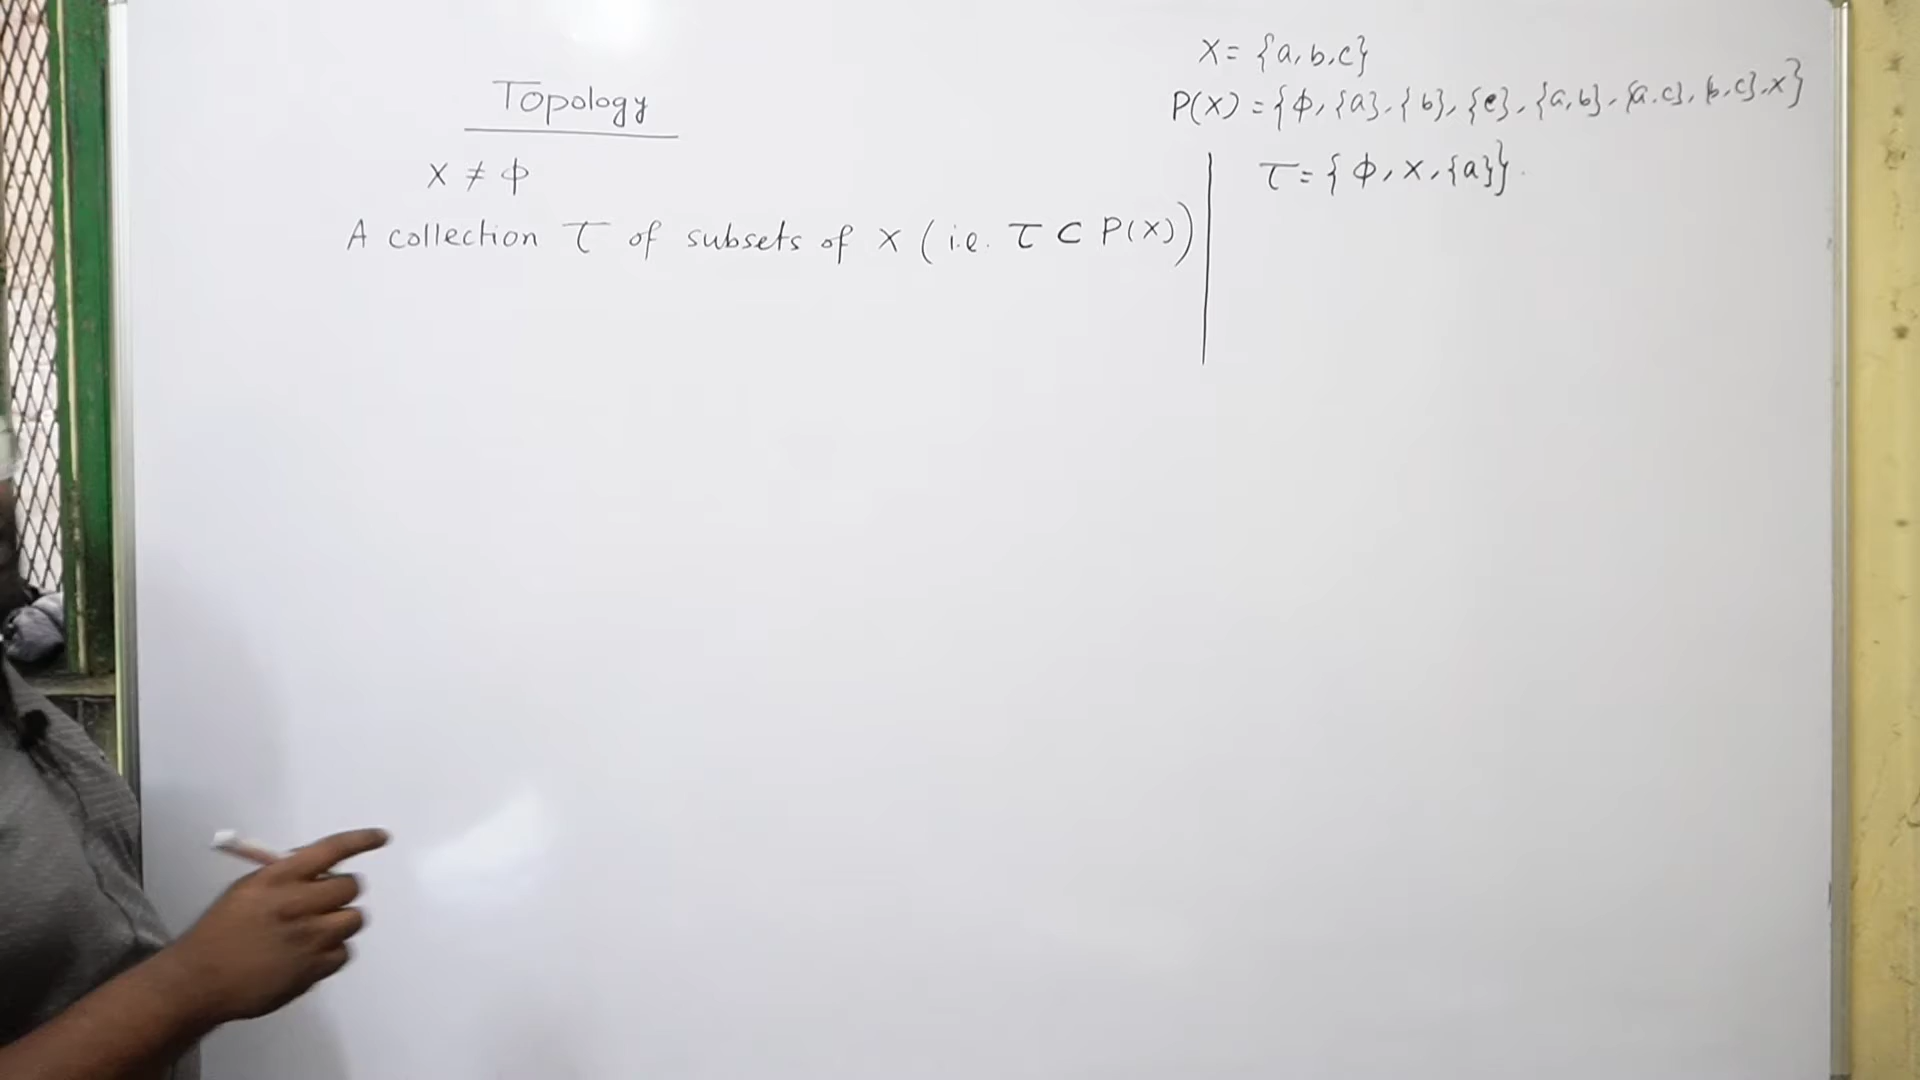 Topology
X ≠ ϕ
A collection τ of subsets of X (i.e. τ ⊂ P(X))
X = {a, b, c}
P(X) = {ϕ, {a}, {b}, {c}, {a, b}, {a, c}, {b, c}, X}
τ = {ϕ, X, {a}}.